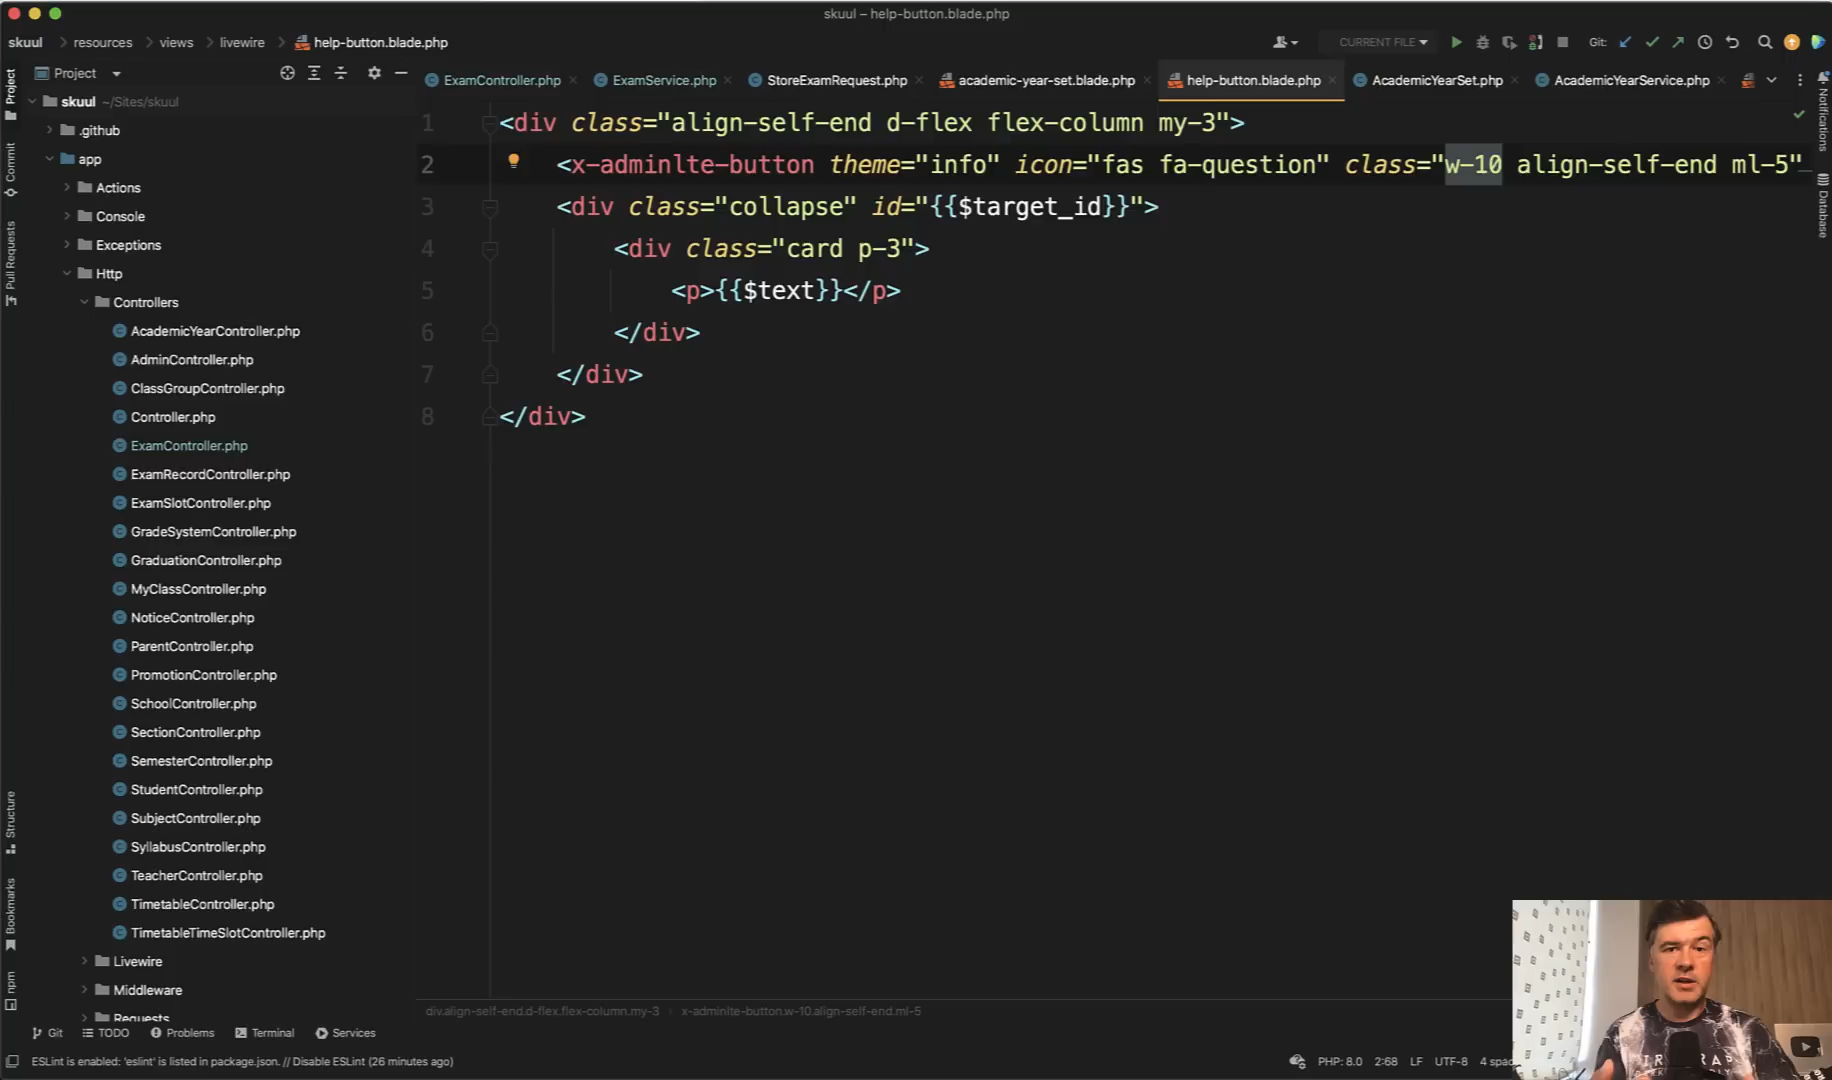 skuul – help-button.blade.php
skuul
resources
views
livewire
help-button.blade.php
CURRENT FILE
Git:
Project
ExamController.php
ExamService.php
StoreExamRequest.php
academic-year-set.blade.php
help-button.blade.php
AcademicYearSet.php
AcademicYearService.php
Project
Commit
Pull Requests
Structure
Bookmarks
npm
Notifications
Database
skuul ~/Sites/skuul
.github
app
Actions
Console
Exceptions
Http
Controllers
AcademicYearController.php
AdminController.php
ClassGroupController.php
Controller.php
ExamController.php
ExamRecordController.php
ExamSlotController.php
GradeSystemController.php
GraduationController.php
MyClassController.php
NoticeController.php
ParentController.php
PromotionController.php
SchoolController.php
SectionController.php
SemesterController.php
StudentController.php
SubjectController.php
SyllabusController.php
TeacherController.php
TimetableController.php
TimetableTimeSlotController.php
Livewire
Middleware
Requests
1 <div class="align-self-end d-flex flex-column my-3">
2 <x-adminlte-button theme="info" icon="fas fa-question" class="w-10 align-self-end ml-5"
3 <div class="collapse" id="{{$target_id}}">
4 <div class="card p-3">
5 <p>{{$text}}</p>
6 </div>
7 </div>
8 </div>
div.align-self-end.d-flex.flex-column.my-3
x-adminlte-button.w-10.align-self-end.ml-5
Git
TODO
Problems
Terminal
Services
ESLint is enabled: 'eslint' is listed in package.json. // Disable ESLint (26 minutes ago)
PHP: 8.0
2:68
LF
UTF-8
4 spac